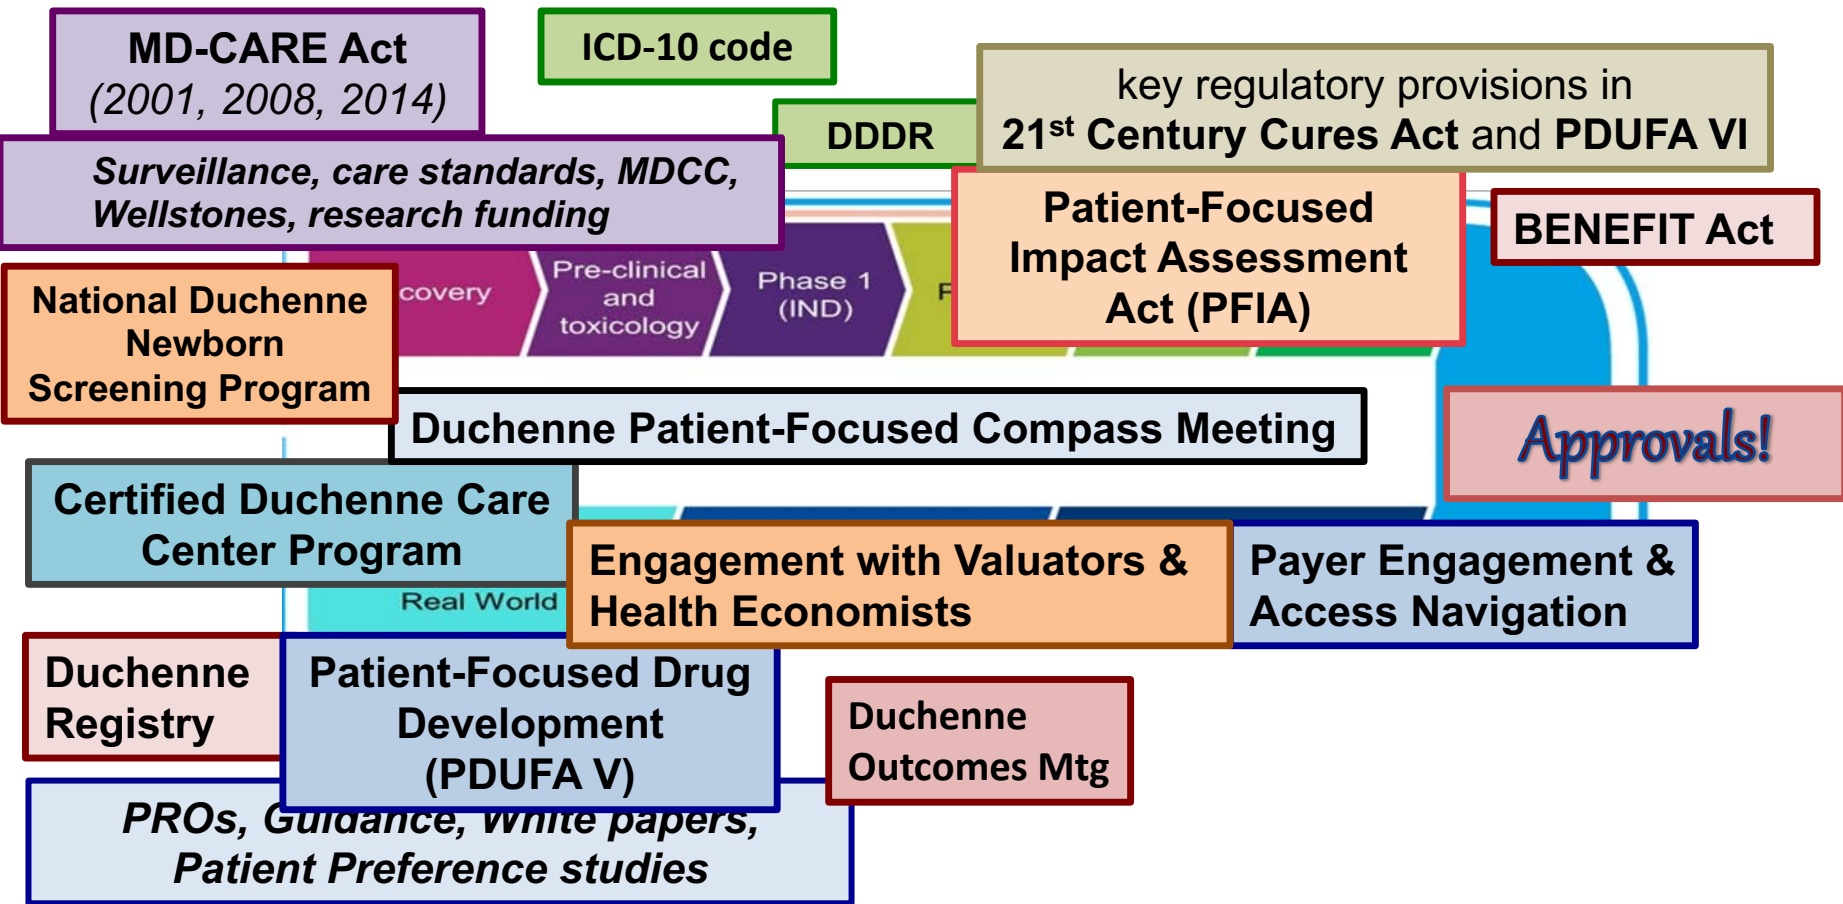 MD-CARE Act
(2001, 2008, 2014)
ICD-10 code
DDDR
key regulatory provisions in
21st Century Cures Act and PDUFA VI
Surveillance, care standards, MDCC,
Wellstones, research funding
Patient-Focused
Impact Assessment
Act (PFIA)
BENEFIT Act
National Duchenne
Newborn
Screening Program
covery
Pre-clinical
and
toxicology
Phase 1
(IND)
Duchenne Patient-Focused Compass Meeting
Approvals!
Certified Duchenne Care
Center Program
Engagement with Valuators &
Health Economists
Payer Engagement &
Access Navigation
Real World
Duchenne
Registry
Patient-Focused Drug
Development
(PDUFA V)
Duchenne
Outcomes Mtg
PROs, Guidance, White papers,
Patient Preference studies